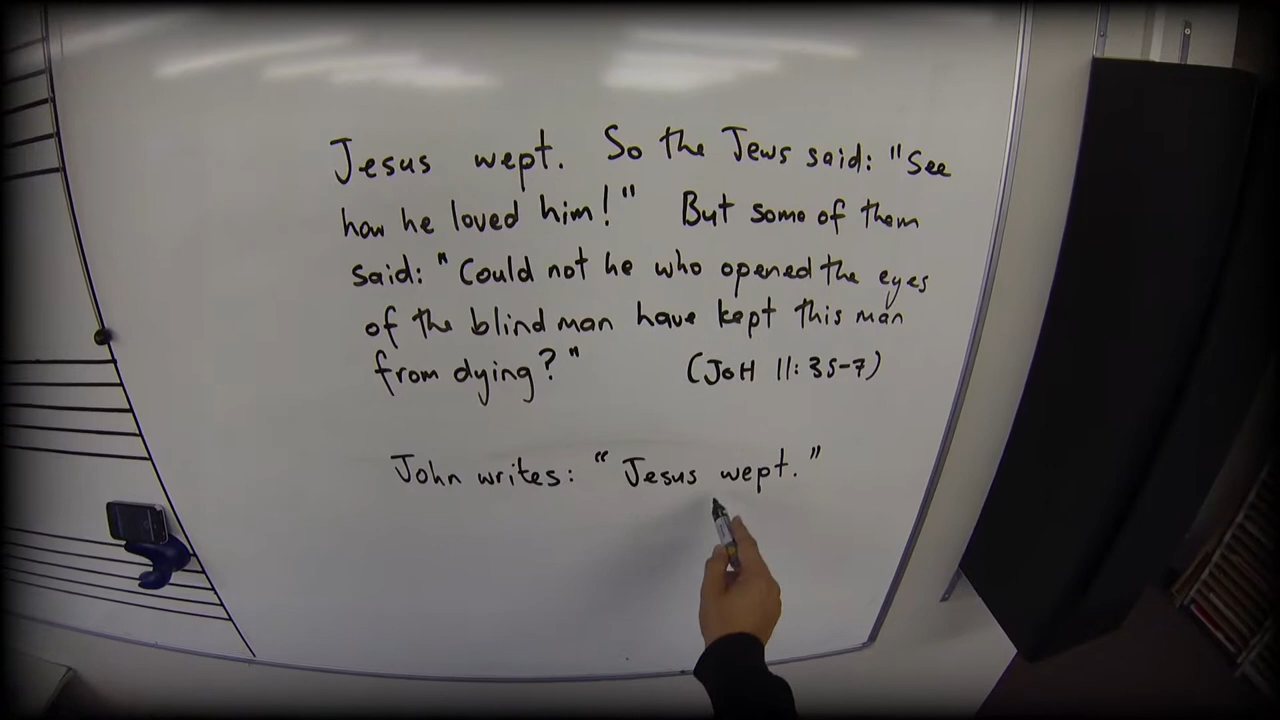 Jesus wept. So the Jews said: "See
how he loved him!" But some of them
said: "Could not he who opened the eyes
of the blind man have kept this man
from dying?" (JoH 11:35-7)
John writes: "Jesus wept."